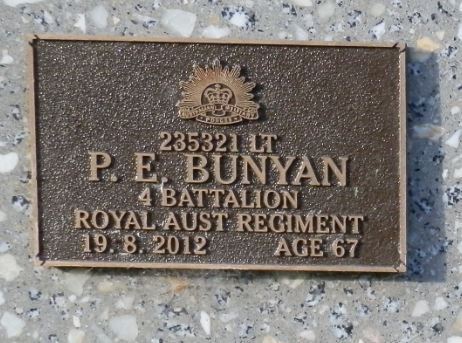 235321 LT
P. E. BUNYAN
4 BATTALION
ROYAL AUST REGIMENT
19. 8. 2012 AGE 67